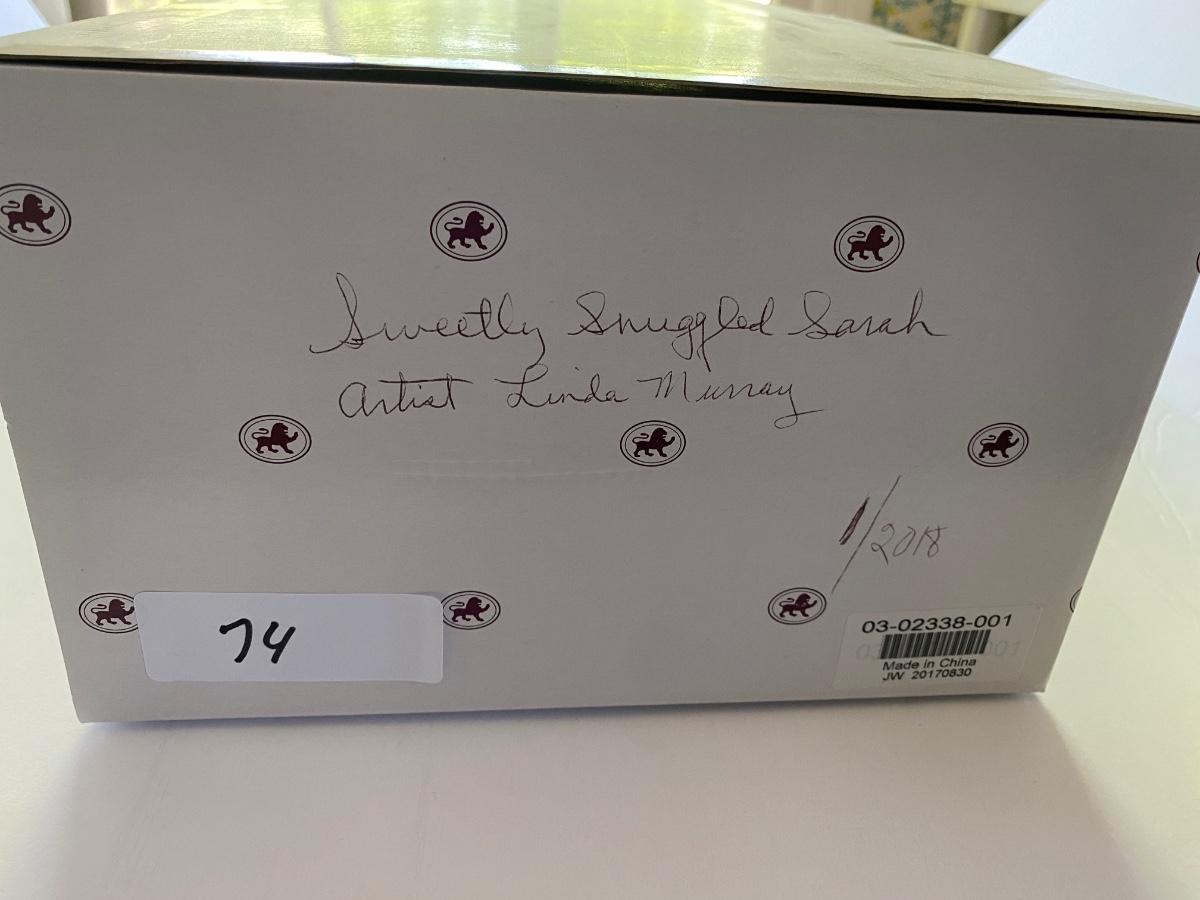 Sweetly Snuggled Sarah
Artist Linda Murray
1/2018
74
03-02338-001
Made in China
JW 20170830